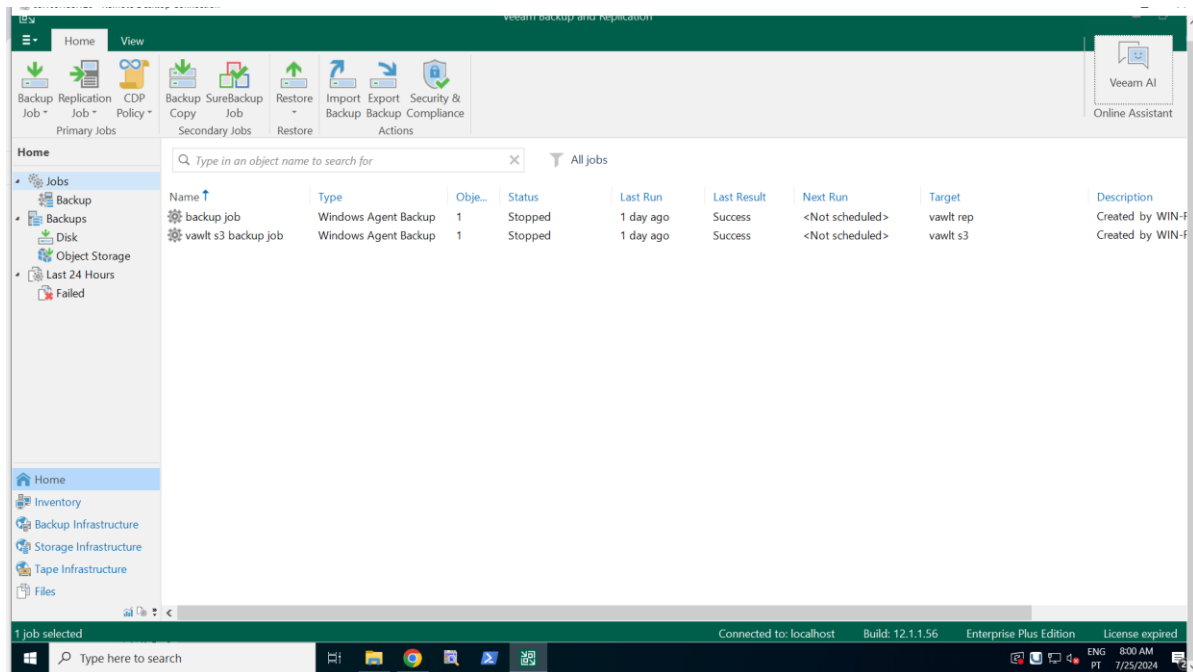 Veeam Backup and Replication
Home View
Backup Job Replication Job CDP Policy
Primary Jobs
Backup Copy SureBackup Job
Secondary Jobs
Restore
Restore
Import Backup Export Backup Security & Compliance
Actions
Veeam AI
Online Assistant
Home
Type in an object name to search for
All jobs
Jobs
Backup
Backups
Disk
Object Storage
Last 24 Hours
Failed
Name Type Obje... Status Last Run Last Result Next Run Target Description
backup job Windows Agent Backup 1 Stopped 1 day ago Success <Not scheduled> vawlt rep Created by WIN-F
vawlt s3 backup job Windows Agent Backup 1 Stopped 1 day ago Success <Not scheduled> vawlt s3 Created by WIN-F
Home
Inventory
Backup Infrastructure
Storage Infrastructure
Tape Infrastructure
Files
1 job selected Connected to: localhost Build: 12.1.1.56 Enterprise Plus Edition License expired
Type here to search
ENG 8:00 AM
PT 7/25/2024